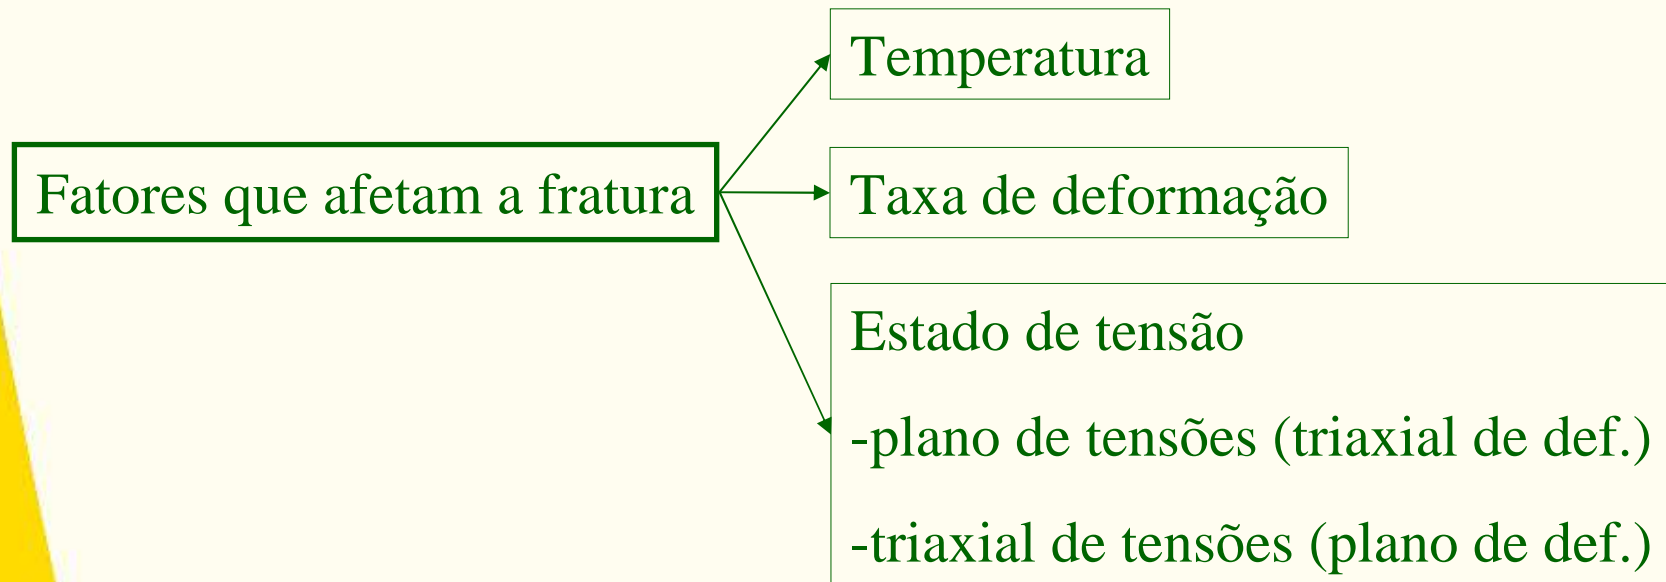 Temperatura
Fatores que afetam a fratura
Taxa de deformação
Estado de tensão
-plano de tensões (triaxial de def.)
-triaxial de tensões (plano de def.)